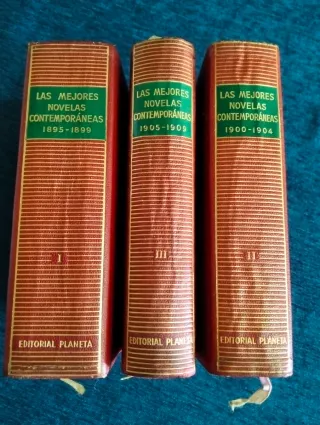 LAS MEJORES
NOVELAS
CONTEMPORÁNEAS
1895-1899
I
EDITORIAL PLANETA
LAS MEJORES
NOVELAS
CONTEMPORÁNEAS
1905-1909
III
EDITORIAL PLANETA
LAS MEJORES
NOVELAS
CONTEMPORÁNEAS
1900-1904
II
EDITORIAL PLANETA